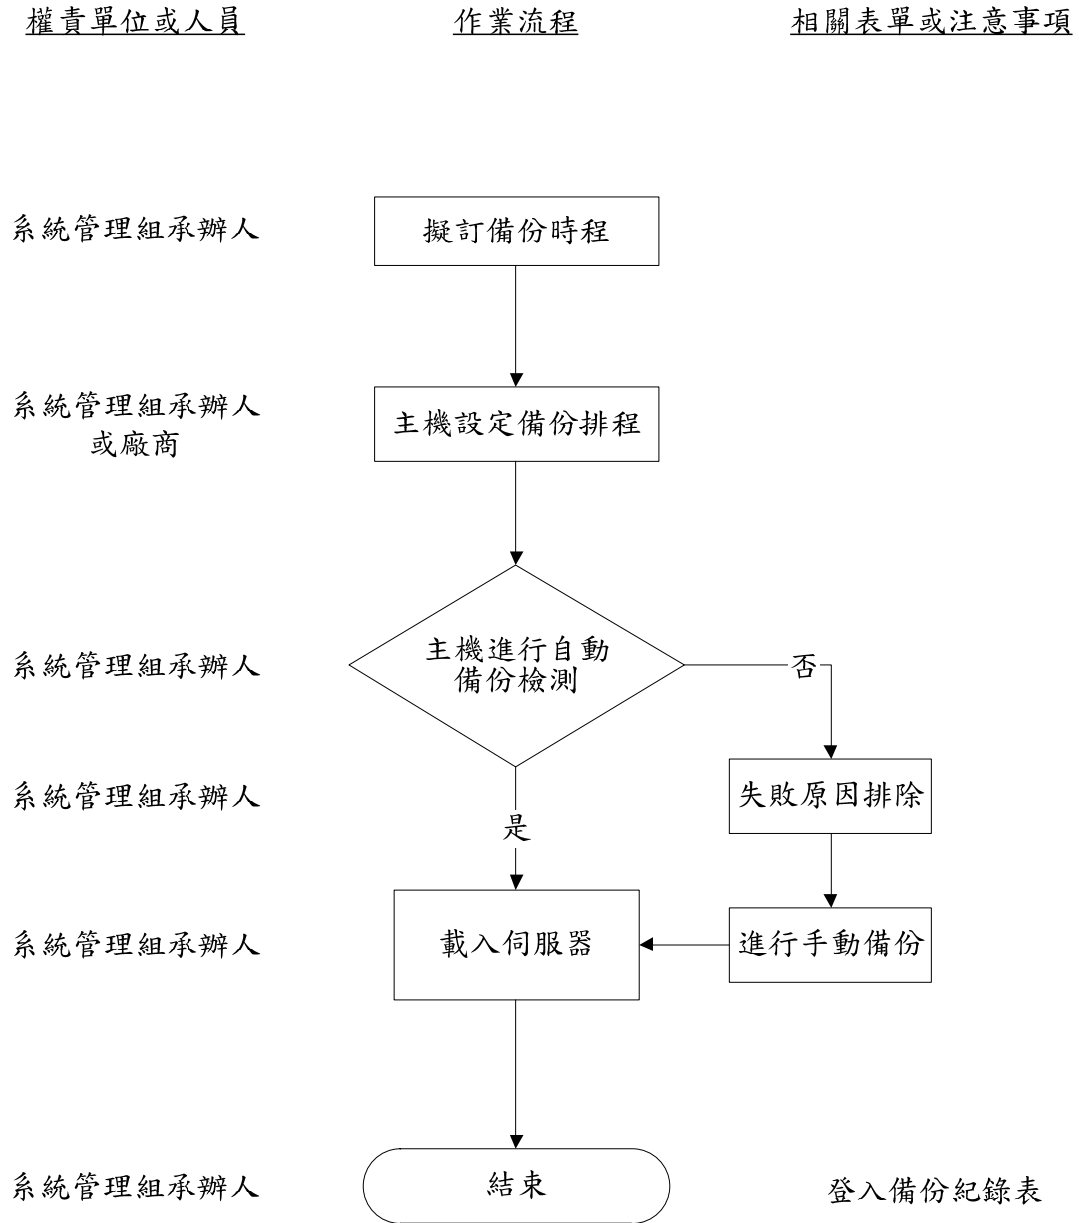 權責單位或人員
作業流程
相關表單或注意事項
系統管理組承辦人
擬訂備份時程
系統管理組承辦人
或廠商
主機設定備份排程
系統管理組承辦人
主機進行自動
備份檢測
否
系統管理組承辦人
失敗原因排除
是
系統管理組承辦人
載入伺服器
進行手動備份
系統管理組承辦人
結束
登入備份紀錄表